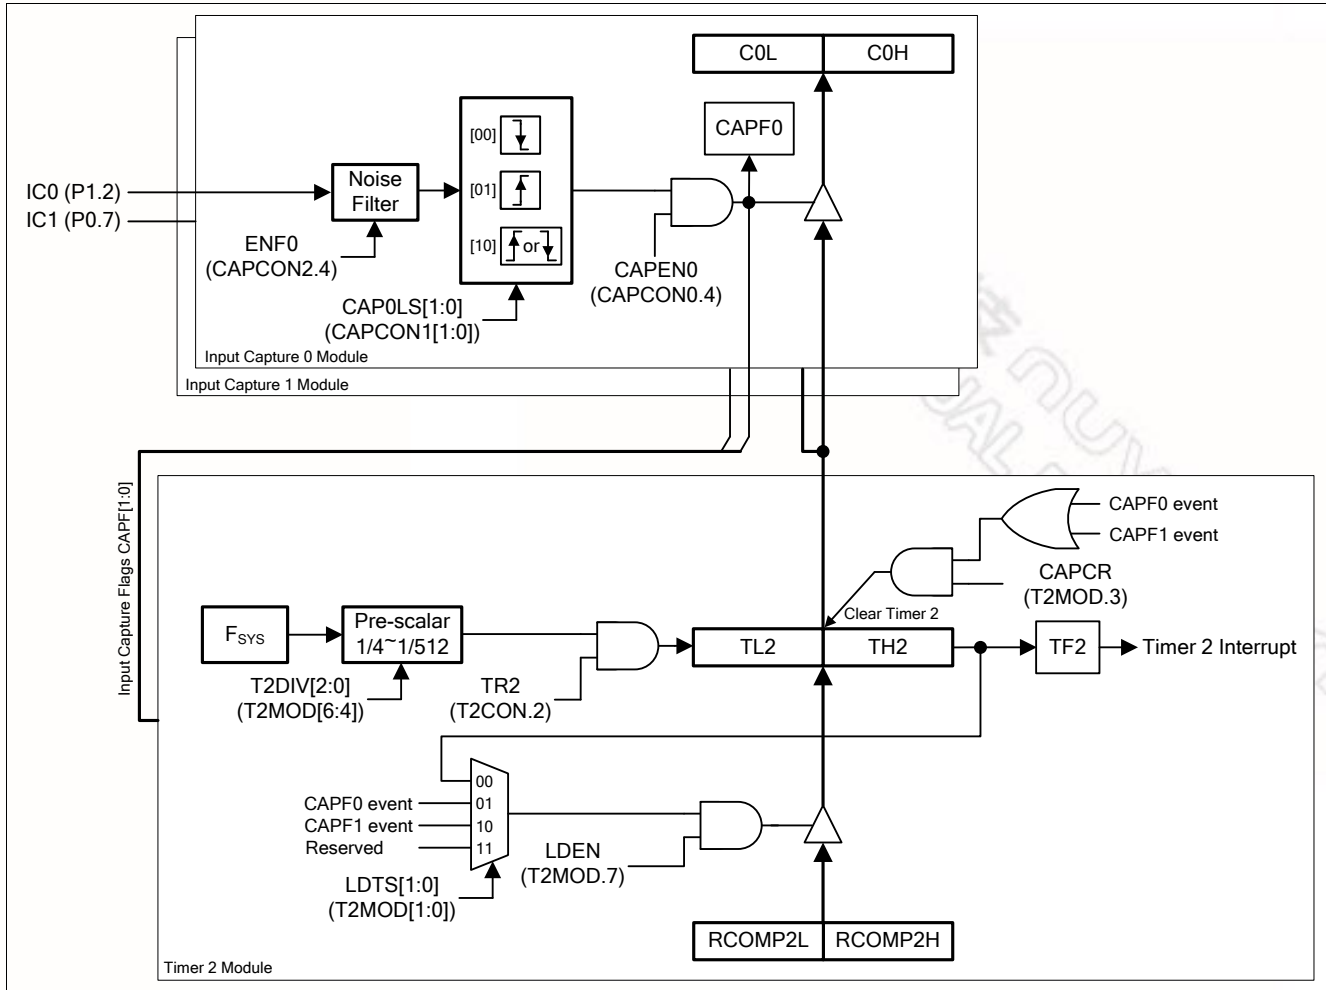 C0L C0H
CAPF0
[00]
[01]
[10] or
IC0 (P1.2)
IC1 (P0.7)
Noise
Filter
ENF0
(CAPCON2.4)
CAP0LS[1:0]
(CAPCON1[1:0])
CAPEN0
(CAPCON0.4)
Input Capture 0 Module
Input Capture 1 Module
Input Capture Flags CAPF[1:0]
CAPF0 event
CAPF1 event
CAPCR
(T2MOD.3)
Clear Timer 2
FSYS
Pre-scalar
1/4~1/512
T2DIV[2:0]
(T2MOD[6:4])
TR2
(T2CON.2)
TL2 TH2
TF2
Timer 2 Interrupt
00
CAPF0 event 01
CAPF1 event 10
Reserved 11
LDTS[1:0]
(T2MOD[1:0])
LDEN
(T2MOD.7)
RCOMP2L RCOMP2H
Timer 2 Module